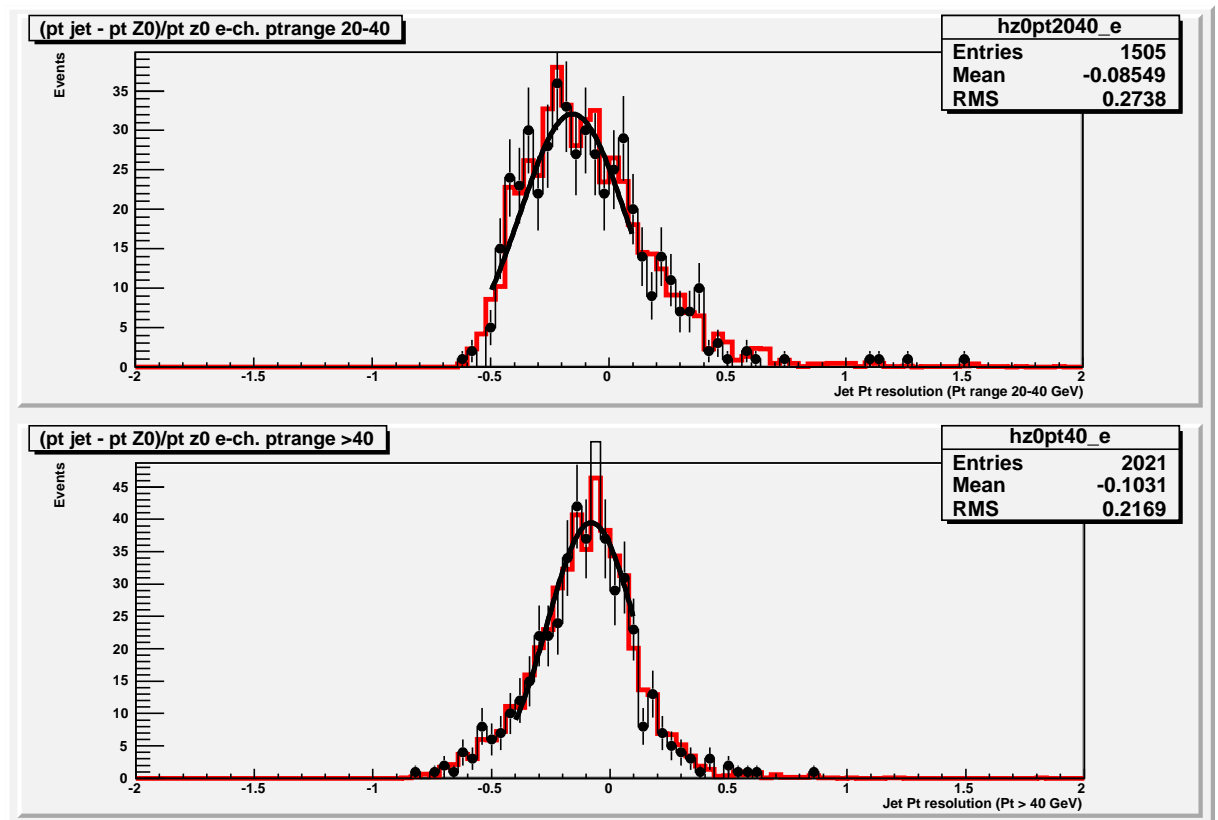 (pt jet - pt Z0)/pt z0 e-ch. ptrange 20-40
hz0pt2040_e
Entries 1505
Mean -0.08549
RMS 0.2738
Events
35
30
25
20
15
10
5
0
-2 -1.5 -1 -0.5 0 0.5 1 1.5 2
Jet Pt resolution (Pt range 20-40 GeV)
(pt jet - pt Z0)/pt z0 e-ch. ptrange >40
hz0pt40_e
Entries 2021
Mean -0.1031
RMS 0.2169
Events
45
40
35
30
25
20
15
10
5
0
-2 -1.5 -1 -0.5 0 0.5 1 1.5 2
Jet Pt resolution (Pt > 40 GeV)